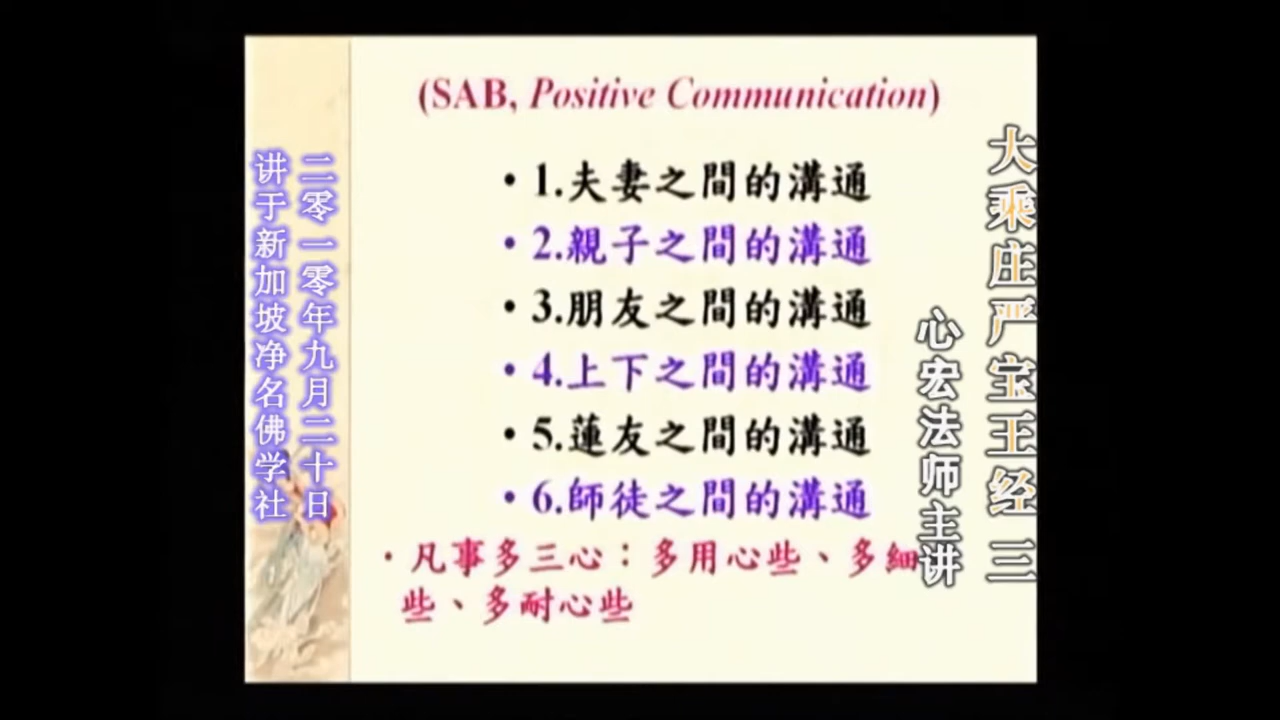 (SAB, Positive Communication)
• 1.夫妻之間的溝通
• 2.親子之間的溝通
• 3.朋友之間的溝通
• 4.上下之間的溝通
• 5.蓮友之間的溝通
• 6.師徒之間的溝通
• 凡事多三心：多用心些、多細
些、多耐心些
大乘庄严宝王经 三
心宏法师主讲
二零一零年九月二十日
讲于新加坡净名佛学社